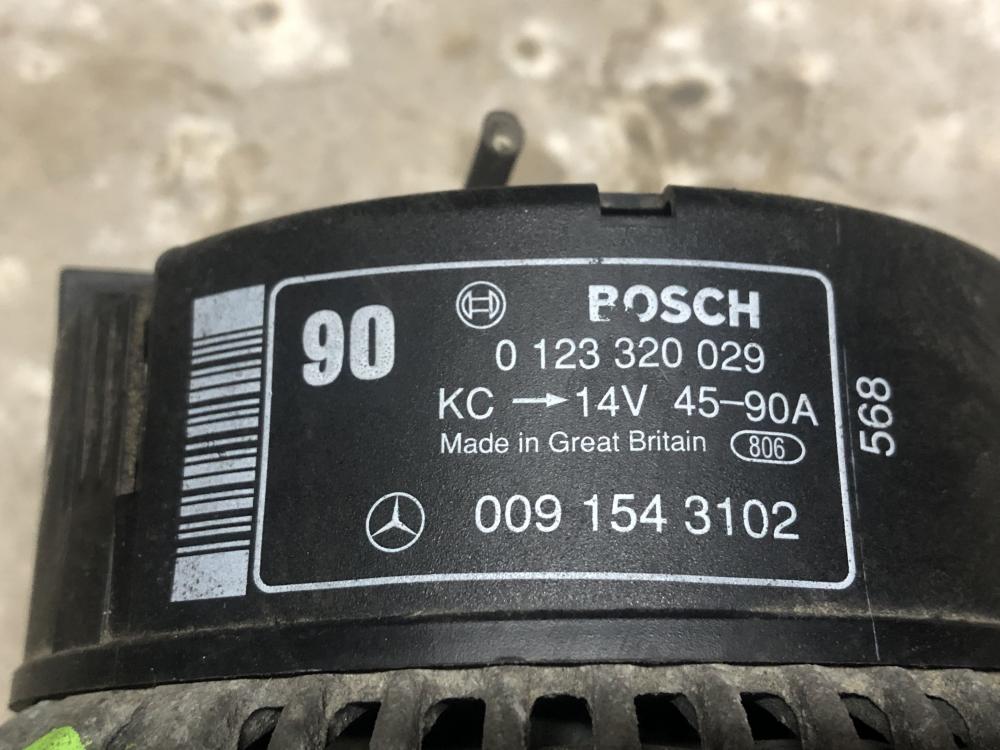 90
BOSCH
0 123 320 029
KC → 14V 45-90A
Made in Great Britain 806
009 154 3102
568